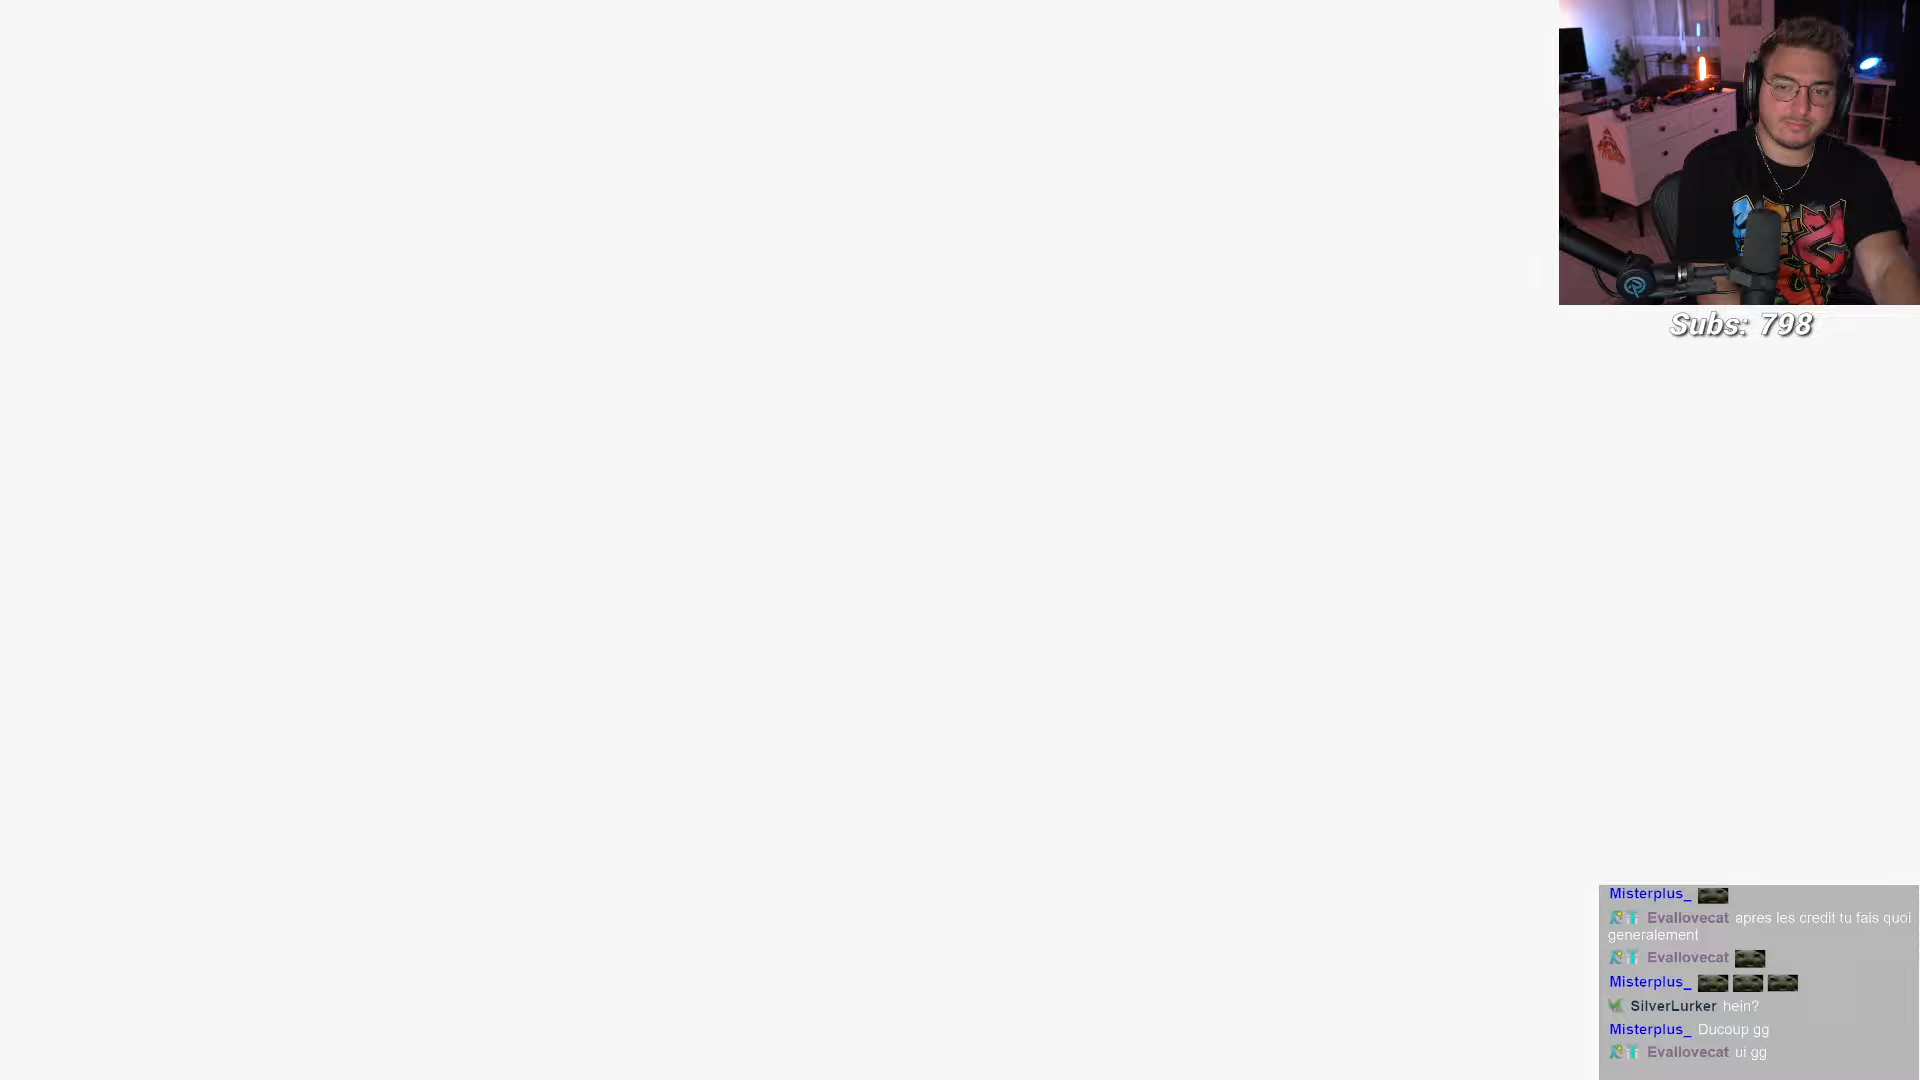 Subs: 798
Misterplus_
Evallovecat apres les credit tu fais quoi
generalement
Evallovecat
Misterplus_
SilverLurker hein?
Misterplus_ Ducoup gg
Evallovecat ui gg